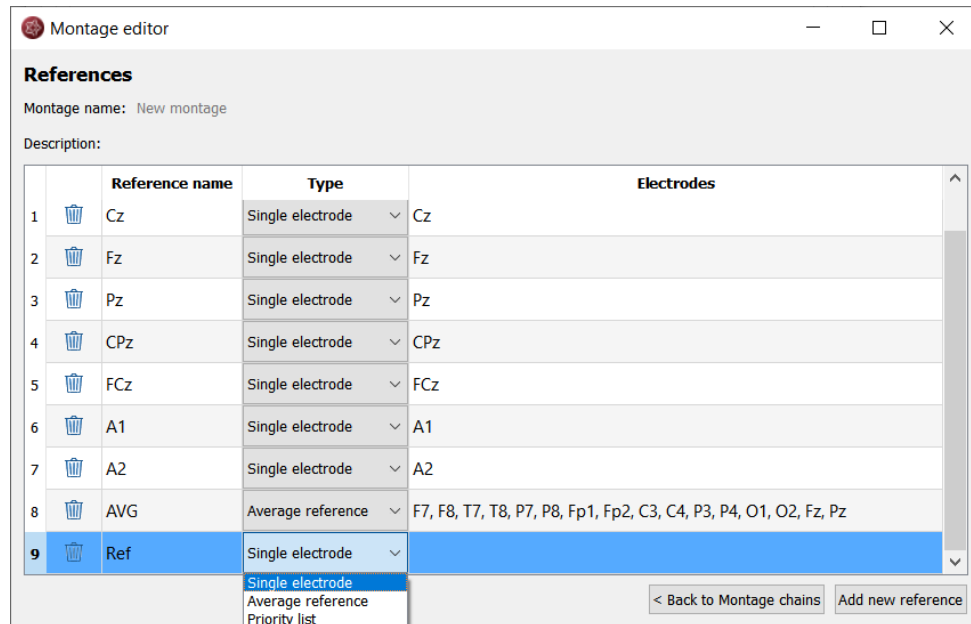 Montage editor
References
Montage name: New montage
Description:
Reference name Type Electrodes
1 Cz Single electrode Cz
2 Fz Single electrode Fz
3 Pz Single electrode Pz
4 CPz Single electrode CPz
5 FCz Single electrode FCz
6 A1 Single electrode A1
7 A2 Single electrode A2
8 AVG Average reference F7, F8, T7, T8, P7, P8, Fp1, Fp2, C3, C4, P3, P4, O1, O2, Fz, Pz
9 Ref Single electrode
Single electrode
Average reference
Priority list
< Back to Montage chains Add new reference